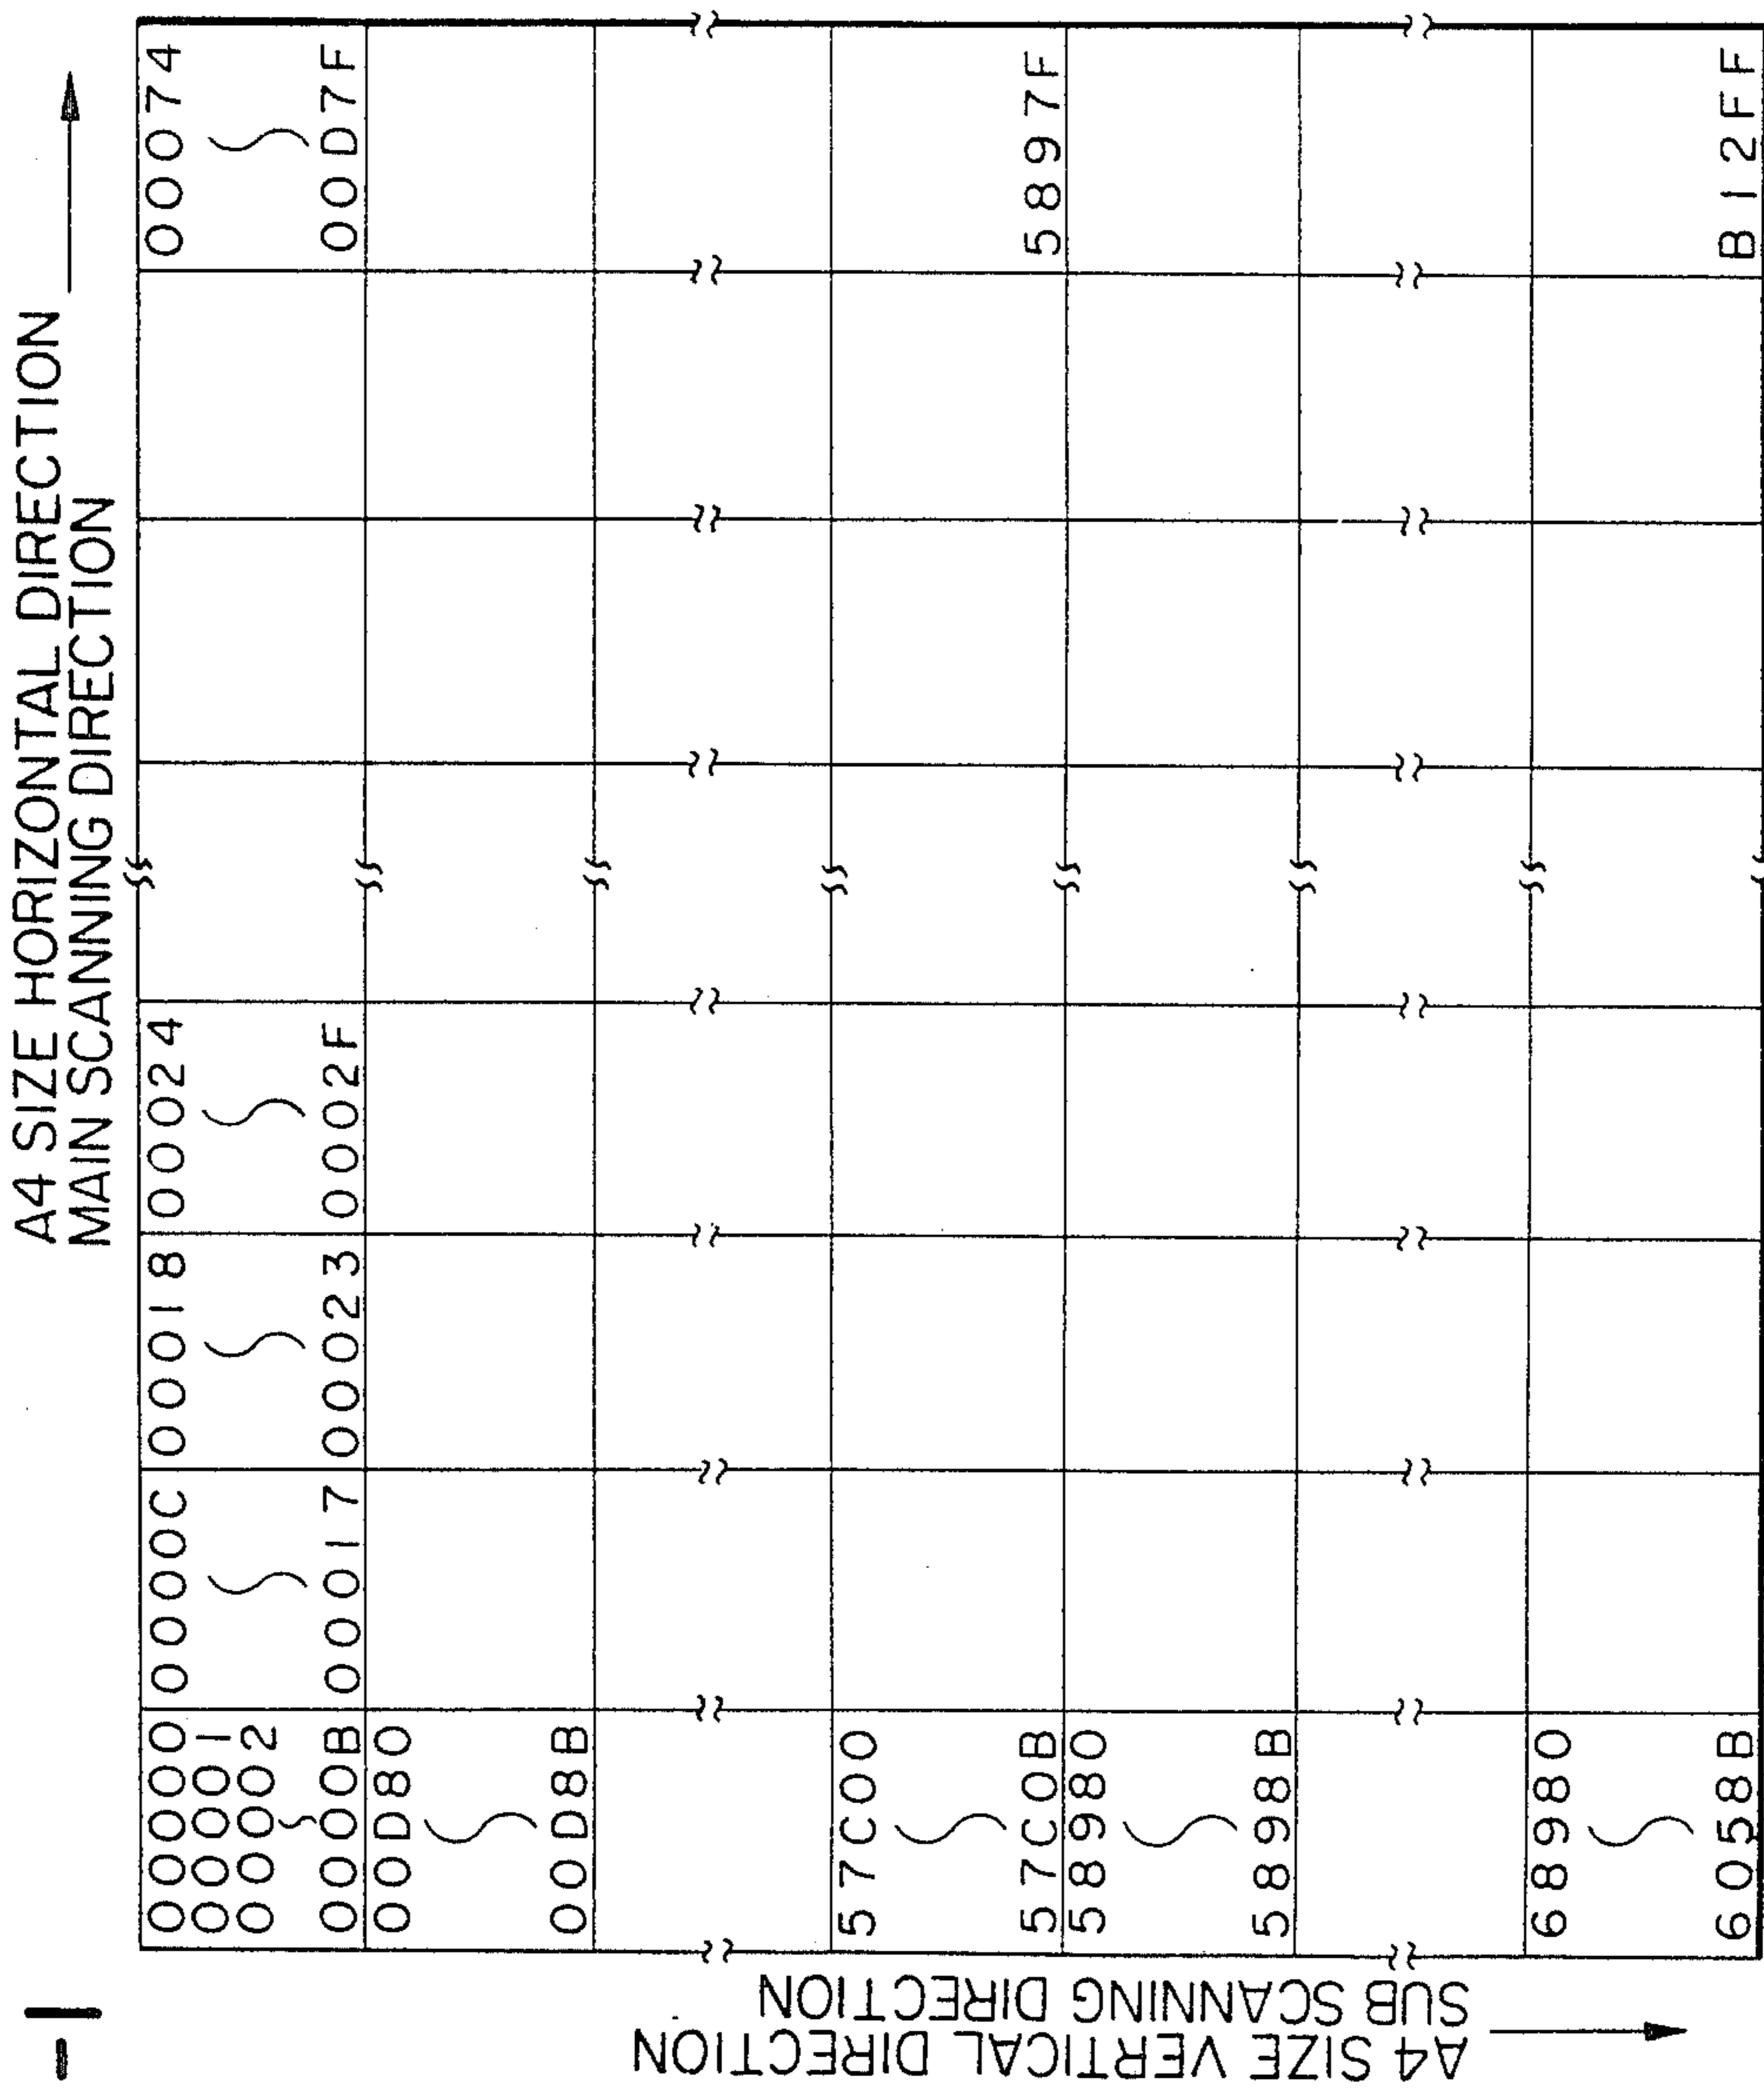 A4 SIZE HORIZONTAL DIRECTION
MAIN SCANNING DIRECTION
00000 0000C 00018 00024 00074
00001
00002
0000B 00017 00023 0002F 00D7F
00D80
00D8B
57C00
57C0B 5897F
58980
5898B
68980
6058B B12FF
A4 SIZE VERTICAL DIRECTION
SUB SCANNING DIRECTION